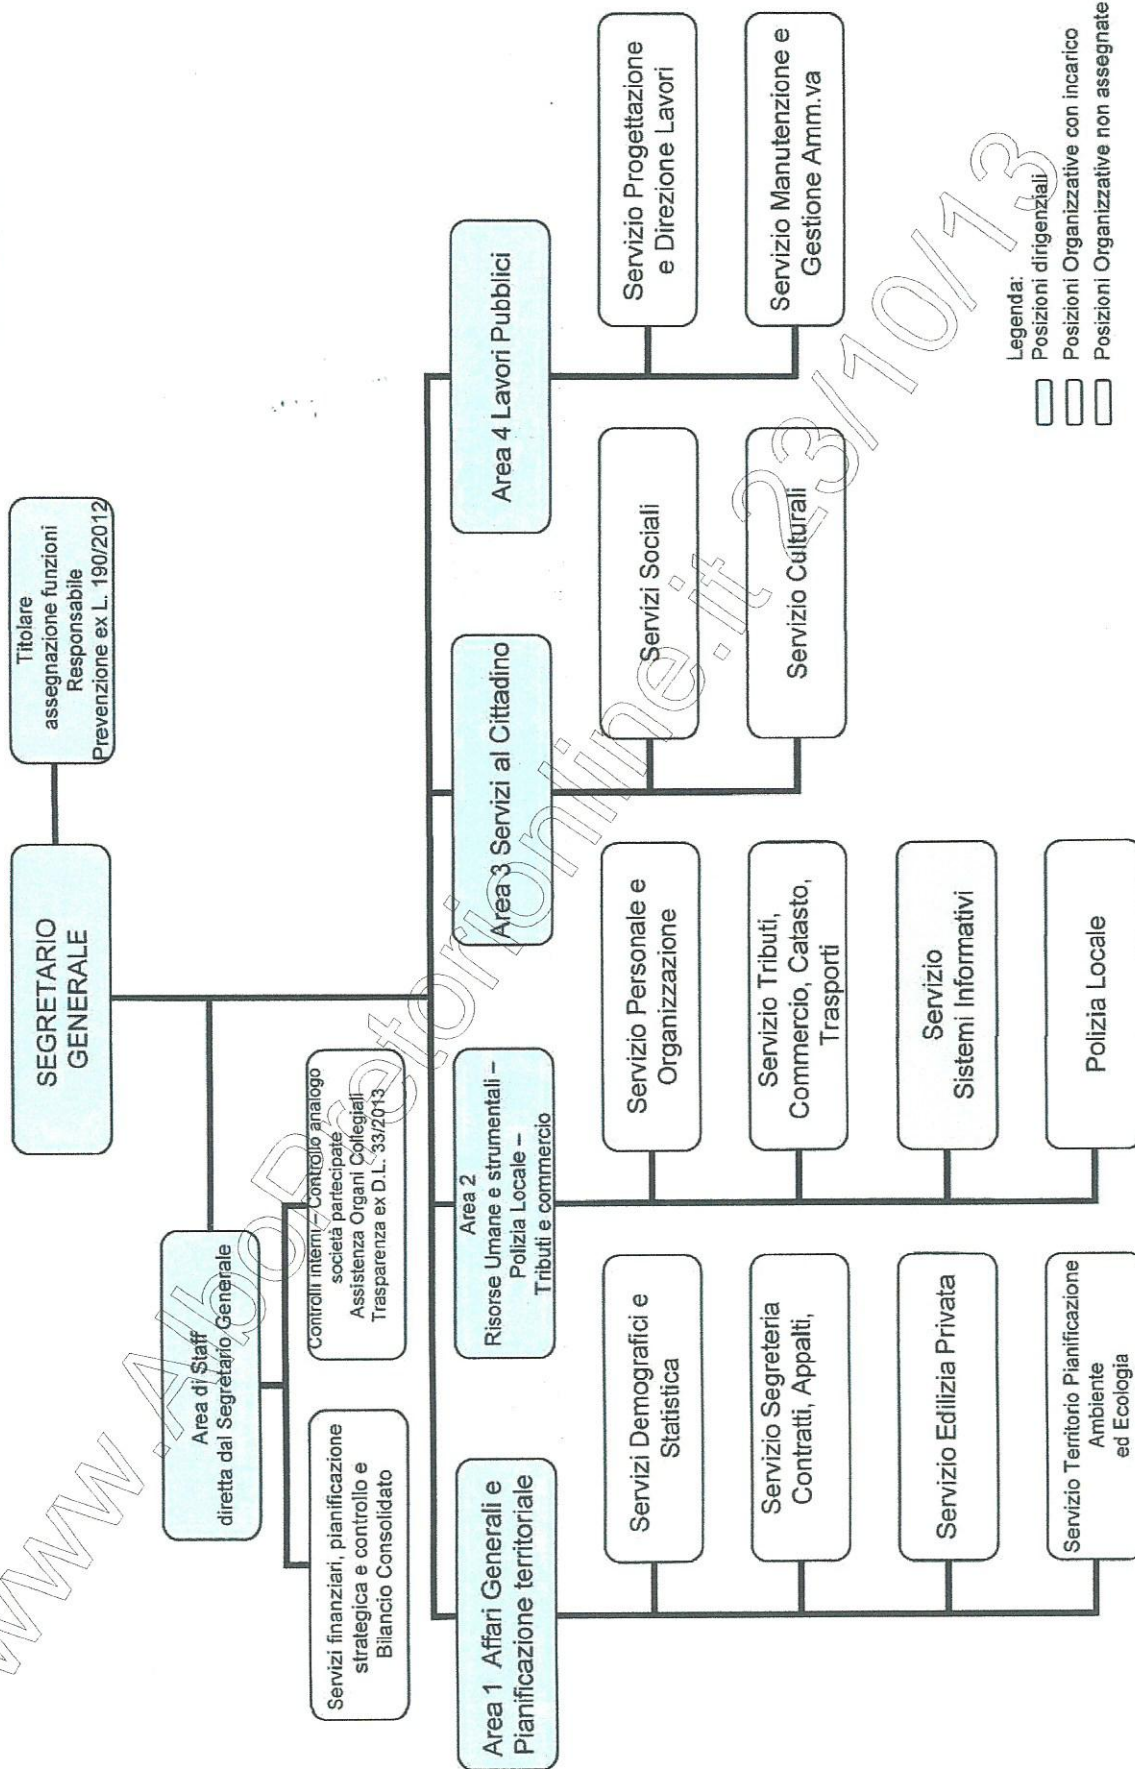 SEGRETARIO
GENERALE
Titolare
assegnazione funzioni
Responsabile
Prevenzione ex L. 190/2012
Area di Staff
diretta dal Segretario Generale
Servizi finanziari, pianificazione
strategica e controllo e
Bilancio Consolidato
Controlli interni – Controllo analogo
società partecipate
Assistenza Organi Collegiali
Trasparenza ex D.L. 33/2013
Area 1 Affari Generali e
Pianificazione territoriale
Servizi Demografici e
Statistica
Servizio Segreteria
Contratti, Appalti,
Servizio Edilizia Privata
Servizio Territorio Pianificazione
Ambiente
ed Ecologia
Area 2
Risorse Umane e strumentali –
Polizia Locale –
Tributi e commercio
Servizio Personale e
Organizzazione
Servizio Tributi,
Commercio, Catasto,
Trasporti
Servizio
Sistemi Informativi
Polizia Locale
Area 3 Servizi al Cittadino
Servizi Sociali
Servizio Culturali
Area 4 Lavori Pubblici
Servizio Progettazione
e Direzione Lavori
Servizio Manutenzione e
Gestione Amm.va
Legenda:
Posizioni dirigenziali
Posizioni Organizzative con incarico
Posizioni Organizzative non assegnate
www.AlboPretorionline.it 23/10/13